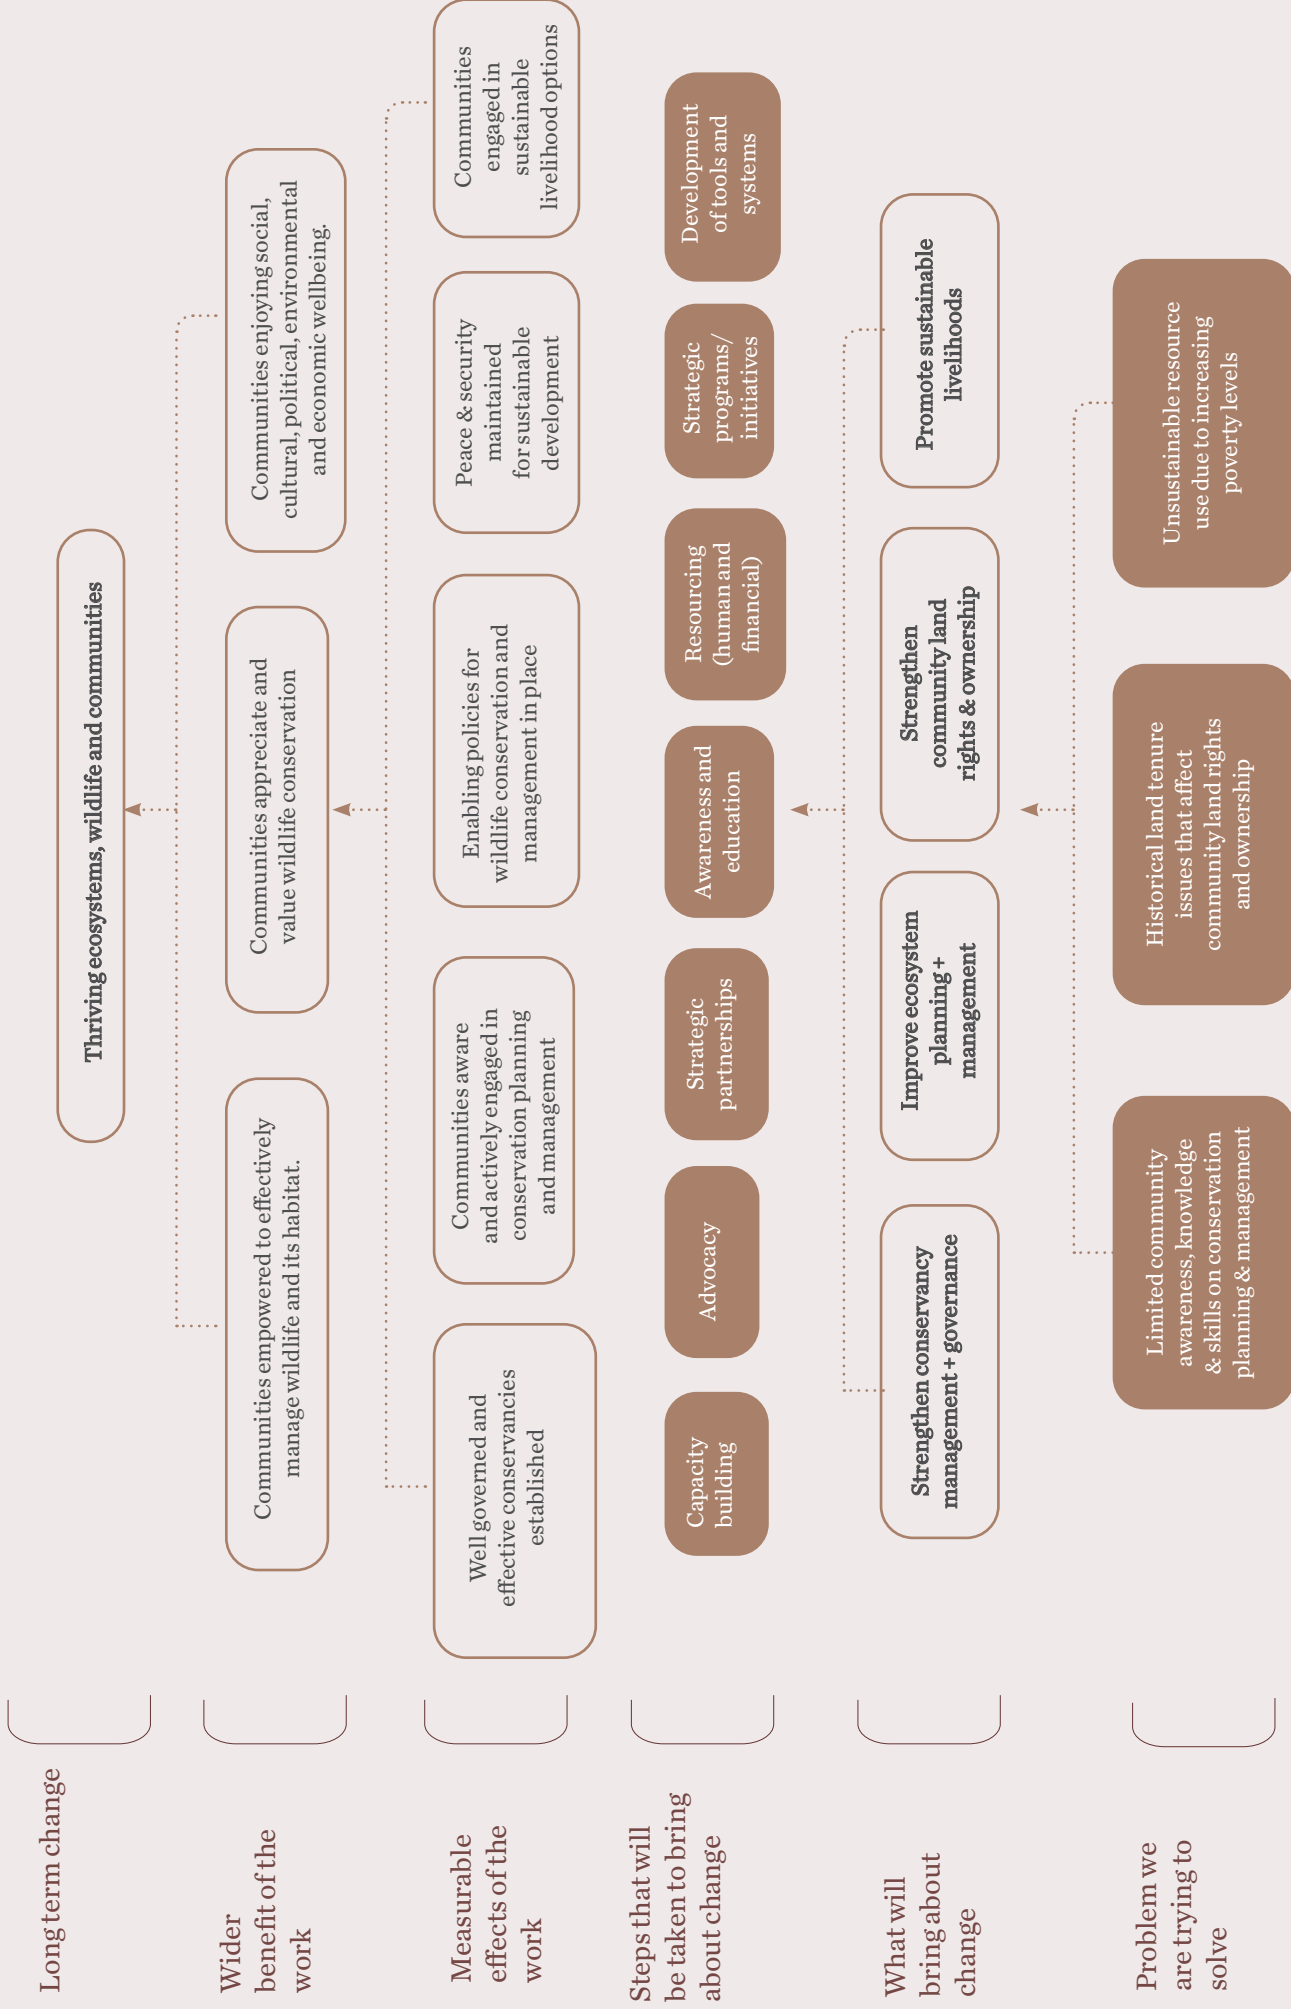 Long term change
Thriving ecosystems, wildlife and communities
Wider
benefit of the
work
Communities empowered to effectively
manage wildlife and its habitat.
Communities appreciate and
value wildlife conservation
Communities enjoying social,
cultural, political, environmental
and economic wellbeing.
Measurable
effects of the
work
Well governed and
effective conservancies
established
Communities aware
and actively engaged in
conservation planning
and management
Enabling policies for
wildlife conservation and
management in place
Peace & security
maintained
for sustainable
development
Communities
engaged in
sustainable
livelihood options
Steps that will
be taken to bring
about change
Capacity
building
Advocacy
Strategic
partnerships
Awareness and
education
Resourcing
(human and
financial)
Strategic
programs/
initiatives
Development
of tools and
systems
What will
bring about
change
Strengthen conservancy
management + governance
Improve ecosystem
planning +
management
Strengthen
community land
rights & ownership
Promote sustainable
livelihoods
Problem we
are trying to
solve
Limited community
awareness, knowledge
& skills on conservation
planning & management
Historical land tenure
issues that affect
community land rights
and ownership
Unsustainable resource
use due to increasing
poverty levels